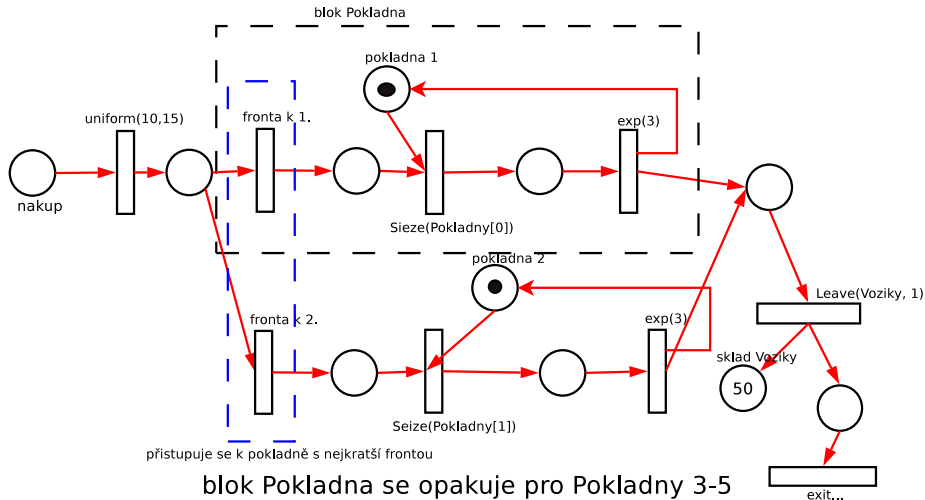 blok Pokladna
pokladna 1
uniform(10,15)
fronta k 1.
exp(3)
nakup
Sieze(Pokladny[0])
pokladna 2
Leave(Voziky, 1)
fronta k 2.
exp(3)
sklad Voziky
50
Seize(Pokladny[1])
přistupuje se k pokladně s nejkratší frontou
blok Pokladna se opakuje pro Pokladny 3-5
exit...